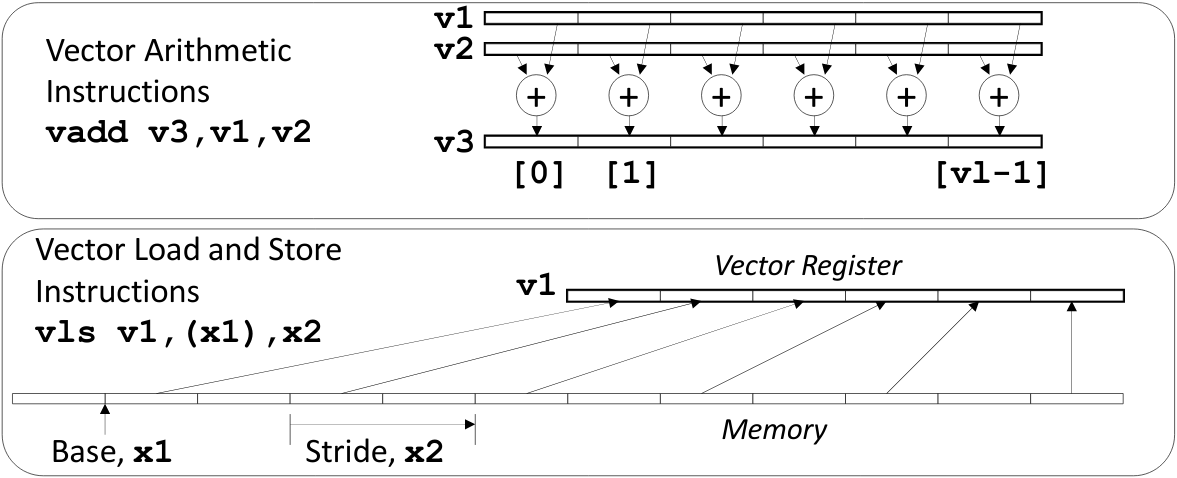 Vector Arithmetic
Instructions
vadd v3,v1,v2
v1
v2
+ + + + + +
v3
[0] [1] [vl-1]
Vector Load and Store
Instructions
vls v1,(x1),x2
Vector Register
v1
Memory
Base, x1
Stride, x2